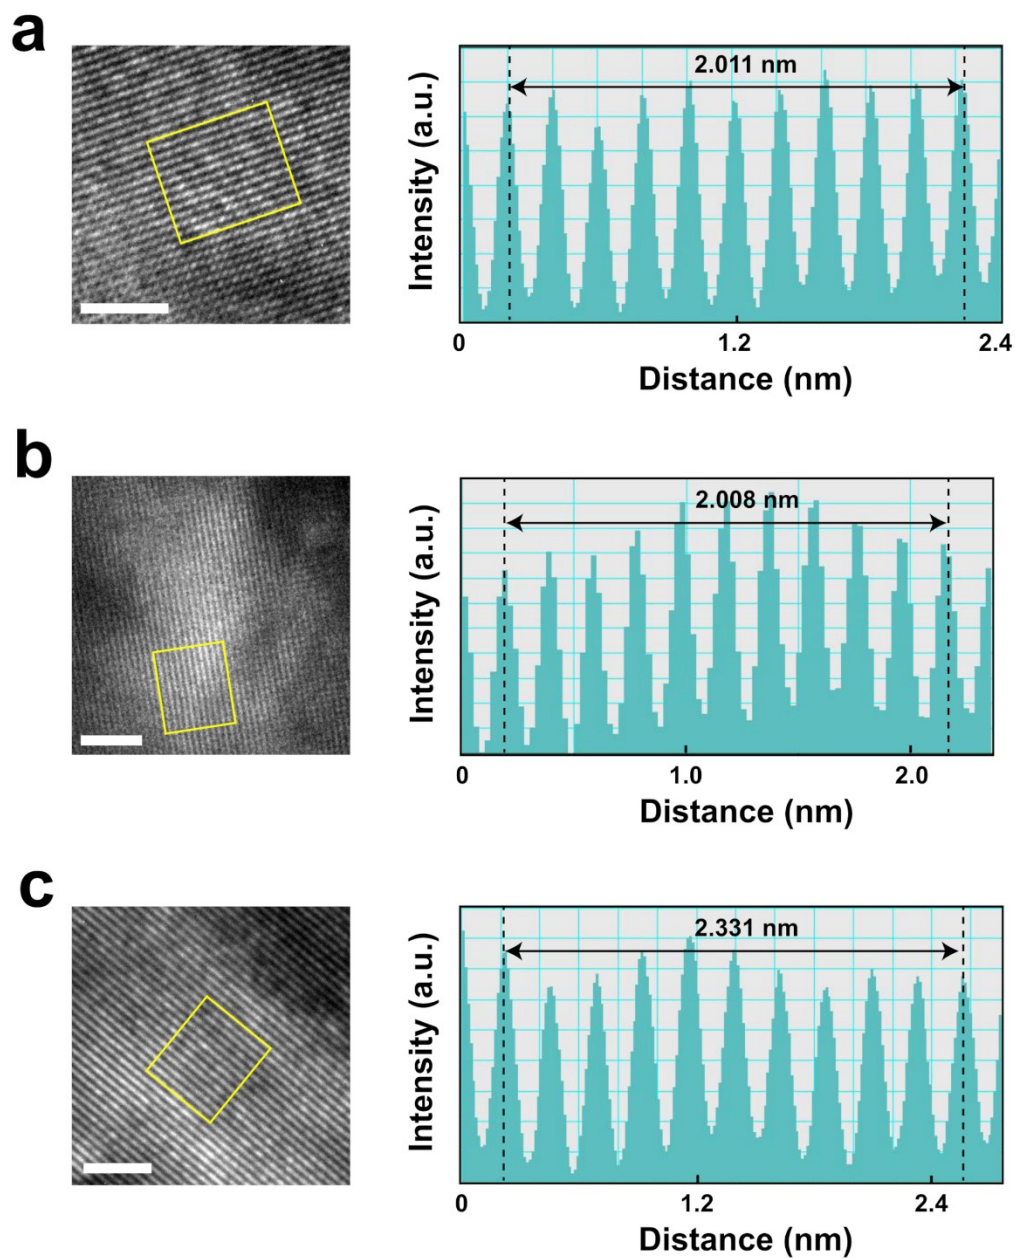 a
2.011 nm
Intensity (a.u.)
0 1.2 2.4
Distance (nm)
b
2.008 nm
Intensity (a.u.)
0 1.0 2.0
Distance (nm)
c
2.331 nm
Intensity (a.u.)
0 1.2 2.4
Distance (nm)